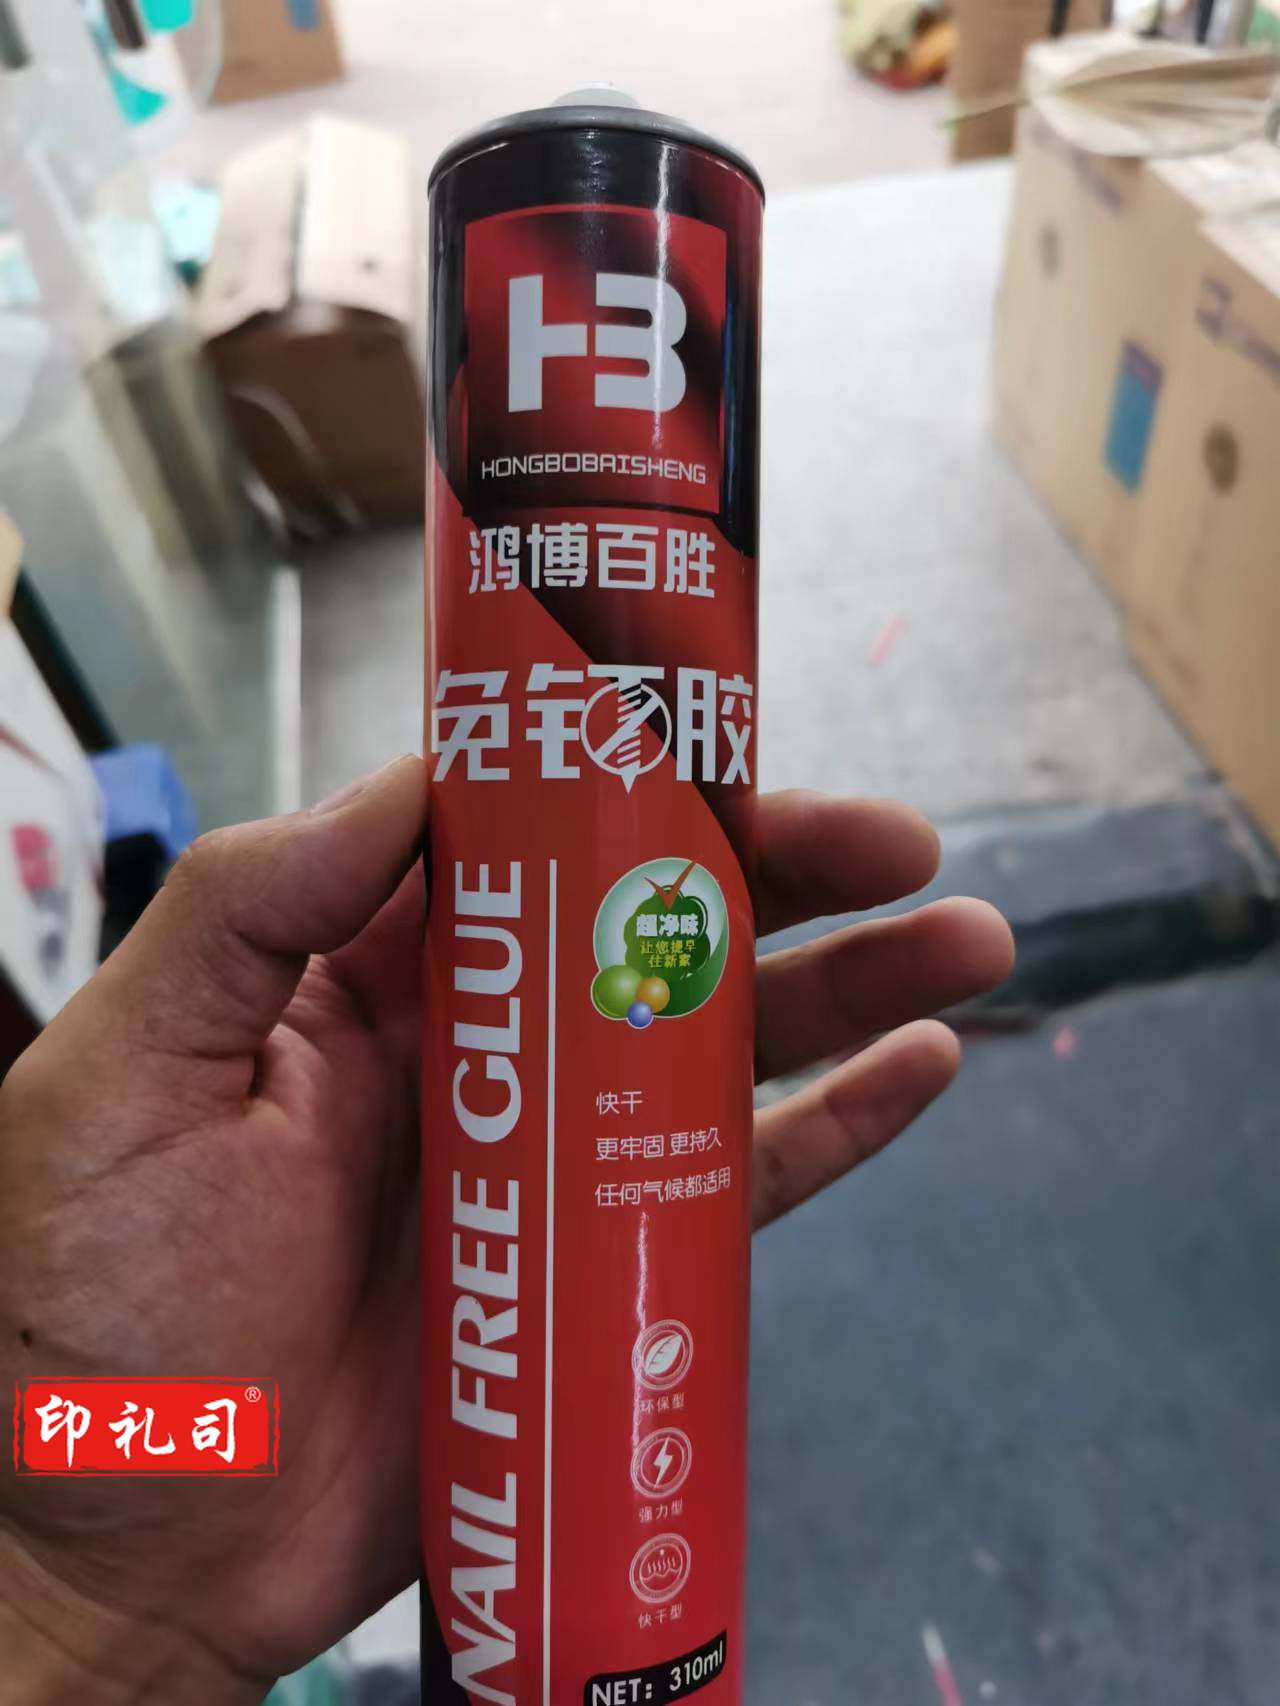 HB
HONGBOBAISHENG
鸿博百胜
免钉胶
NAIL FREE GLUE
超净味
让您提早
住新家
快干
更牢固 更持久
任何气候都适用
环保型
强力型
快干型
NET: 310ml
印礼司®